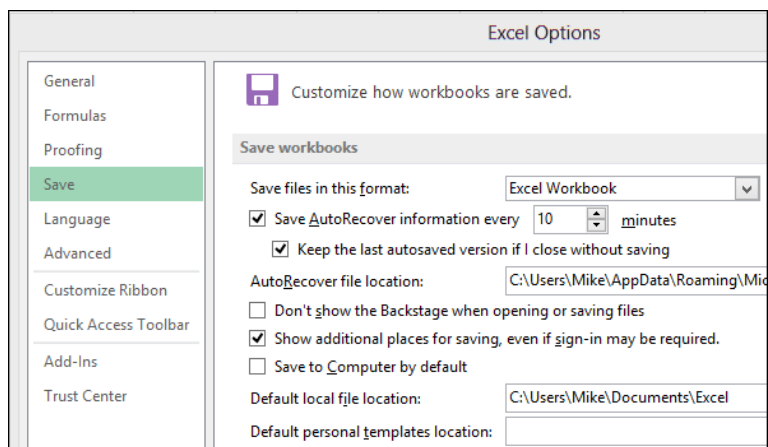 Excel Options
General
Formulas
Proofing
Save
Language
Advanced
Customize Ribbon
Quick Access Toolbar
Add-Ins
Trust Center
Customize how workbooks are saved.
Save workbooks
Save files in this format: Excel Workbook
Save AutoRecover information every 10 minutes
Keep the last autosaved version if I close without saving
AutoRecover file location: C:\Users\Mike\AppData\Roaming\Mic
Don't show the Backstage when opening or saving files
Show additional places for saving, even if sign-in may be required.
Save to Computer by default
Default local file location: C:\Users\Mike\Documents\Excel
Default personal templates location: